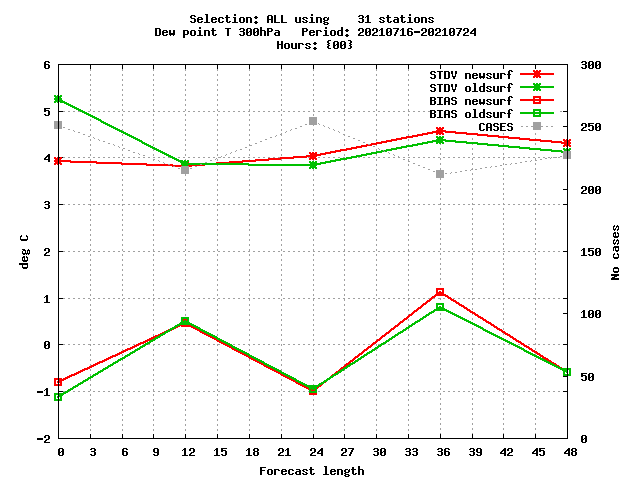 Selection: ALL using    31 stations
Dew point T 300hPa   Period: 20210716-20210724
Hours: {00}
STDV newsurf
STDV oldsurf
BIAS newsurf
BIAS oldsurf
CASES
6
5
4
3
2
1
0
-1
-2
deg C
300
250
200
150
100
50
0
No cases
0 3 6 9 12 15 18 21 24 27 30 33 36 39 42 45 48
Forecast length